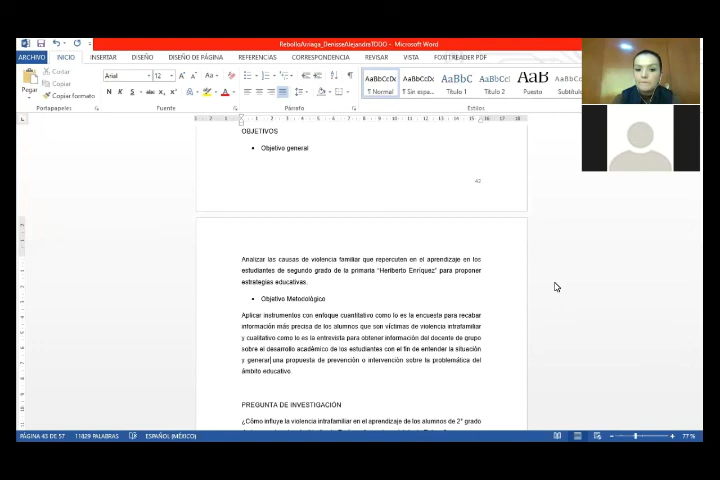 RebolloArriaga_DenisseAlejandraTODO - Microsoft Word
ARCHIVO INICIO INSERTAR DISEÑO DISEÑO DE PÁGINA REFERENCIAS CORRESPONDENCIA REVISAR VISTA FOXIT READER PDF
Cortar
Copiar
Copiar formato
Pegar
Arial 12
N K S abc
AaBbCcDc AaBbCcDc AaBbC AaBbCcI AaB AaBbCcD
¶ Normal ¶ Sin espa... Título 1 Título 2 Puesto Subtítulo
Portapapeles Fuente Párrafo Estilos
OBJETIVOS
• Objetivo general
42
Analizar las causas de violencia familiar que repercuten en el aprendizaje en los
estudiantes de segundo grado de la primaria "Heriberto Enríquez" para proponer
estrategias educativas.
• Objetivo Metodológico
Aplicar instrumentos con enfoque cuantitativo como lo es la encuesta para recabar
información más precisa de los alumnos que son víctimas de violencia intrafamiliar
y cualitativo como lo es la entrevista para obtener información del docente de grupo
sobre el desarrollo académico de los estudiantes con el fin de entender la situación
y generar una propuesta de prevención o intervención sobre la problemática del
ámbito educativo
PREGUNTA DE INVESTIGACIÓN
¿Cómo influye la violencia intrafamiliar en el aprendizaje de los alumnos de 2° grado
PÁGINA 43 DE 57 11829 PALABRAS ESPAÑOL (MÉXICO) 77%